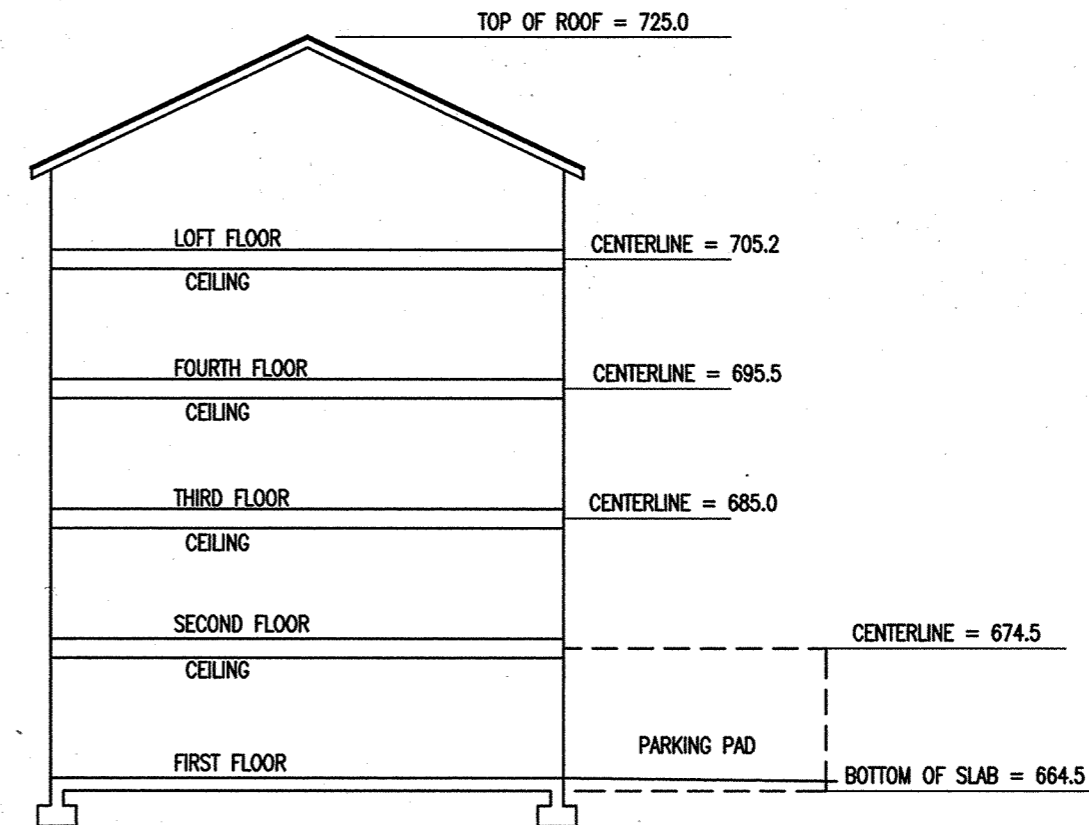 TOP OF ROOF = 725.0
LOFT FLOOR
CENTERLINE = 705.2
CEILING
FOURTH FLOOR
CENTERLINE = 695.5
CEILING
THIRD FLOOR
CENTERLINE = 685.0
CEILING
SECOND FLOOR
CENTERLINE = 674.5
CEILING
PARKING PAD
FIRST FLOOR
BOTTOM OF SLAB = 664.5